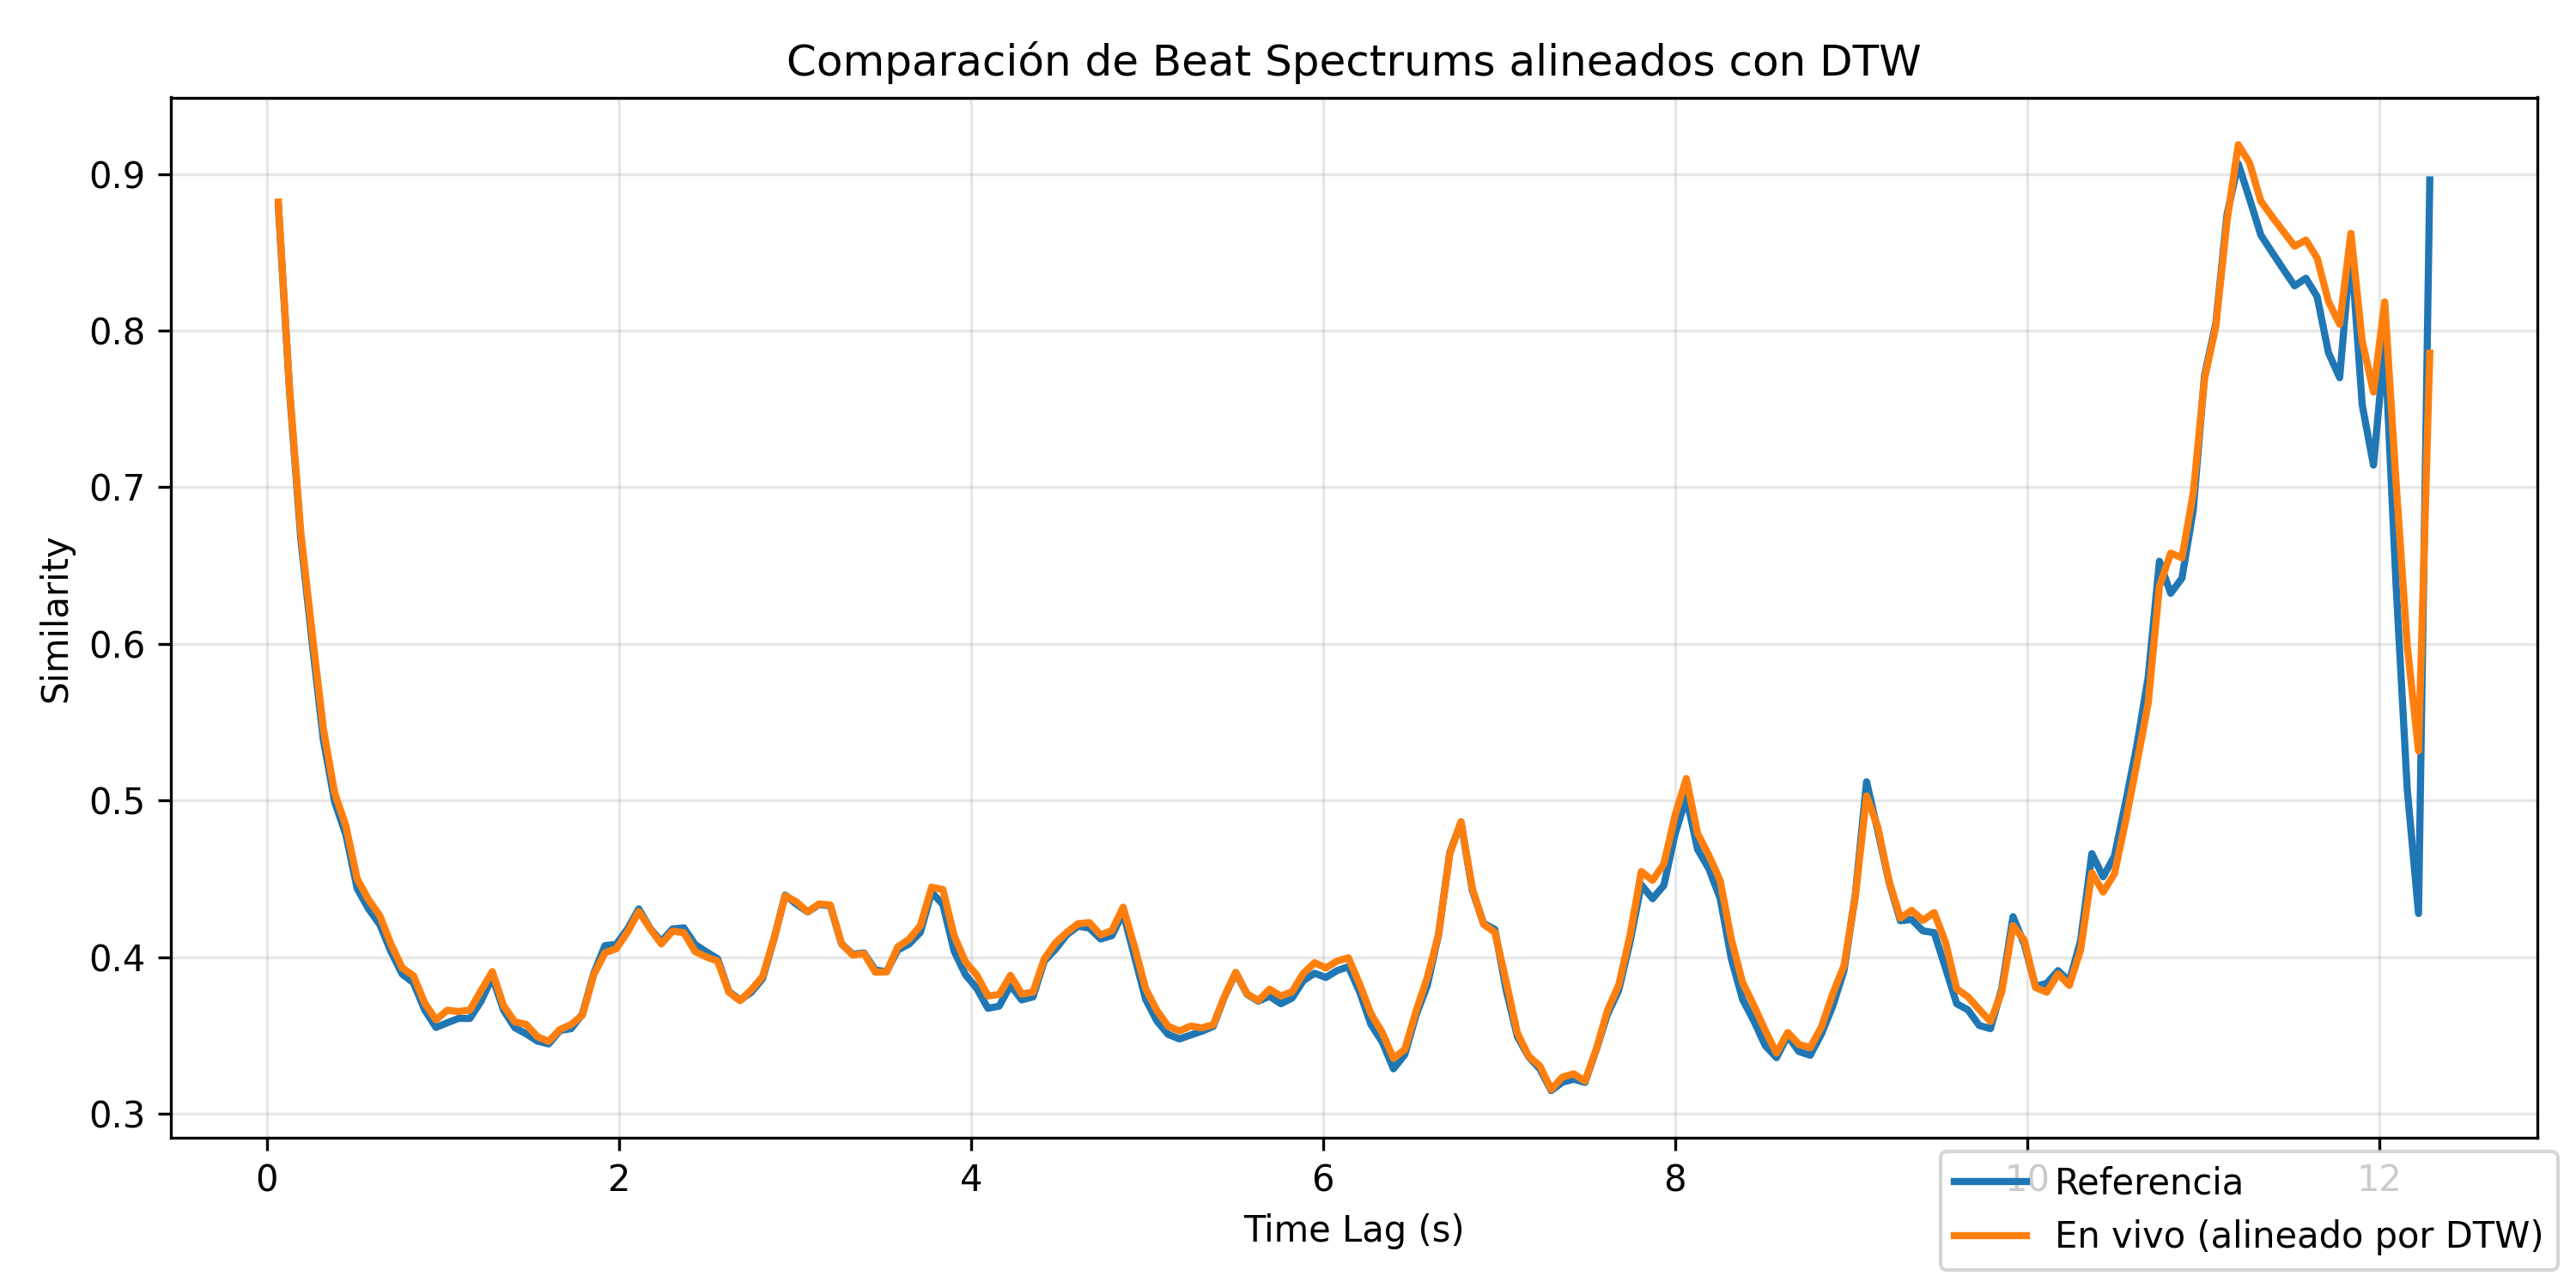 Comparación de Beat Spectrums alineados con DTW
Similarity
0.9
0.8
0.7
0.6
0.5
0.4
0.3
0 2 4 6 8 10 12
Time Lag (s)
Referencia
En vivo (alineado por DTW)